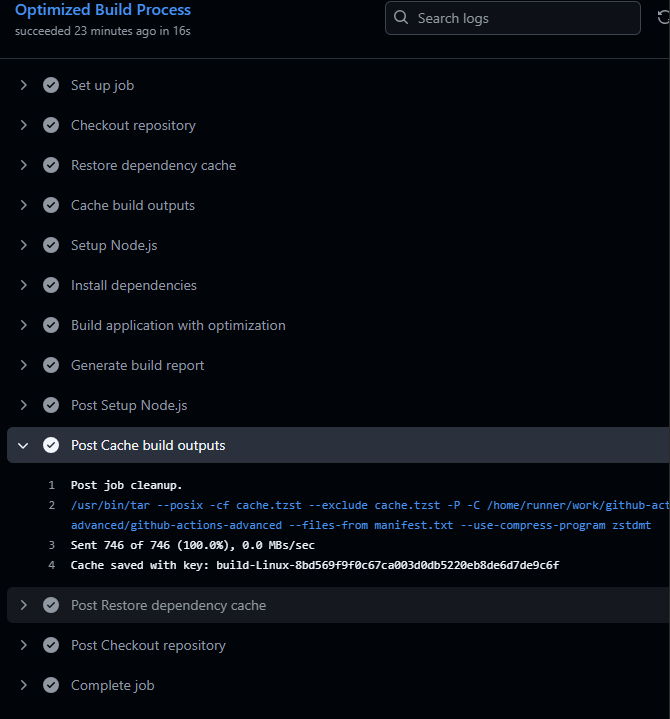 Optimized Build Process
succeeded 23 minutes ago in 16s
Search logs
Set up job
Checkout repository
Restore dependency cache
Cache build outputs
Setup Node.js
Install dependencies
Build application with optimization
Generate build report
Post Setup Node.js
Post Cache build outputs
1 Post job cleanup.
2 /usr/bin/tar --posix -cf cache.tzst --exclude cache.tzst -P -C /home/runner/work/github-act
advanced/github-actions-advanced --files-from manifest.txt --use-compress-program zstdmt
3 Sent 746 of 746 (100.0%), 0.0 MBs/sec
4 Cache saved with key: build-Linux-8bd569f9f0c67ca003d0db5220eb8de6d7de9c6f
Post Restore dependency cache
Post Checkout repository
Complete job